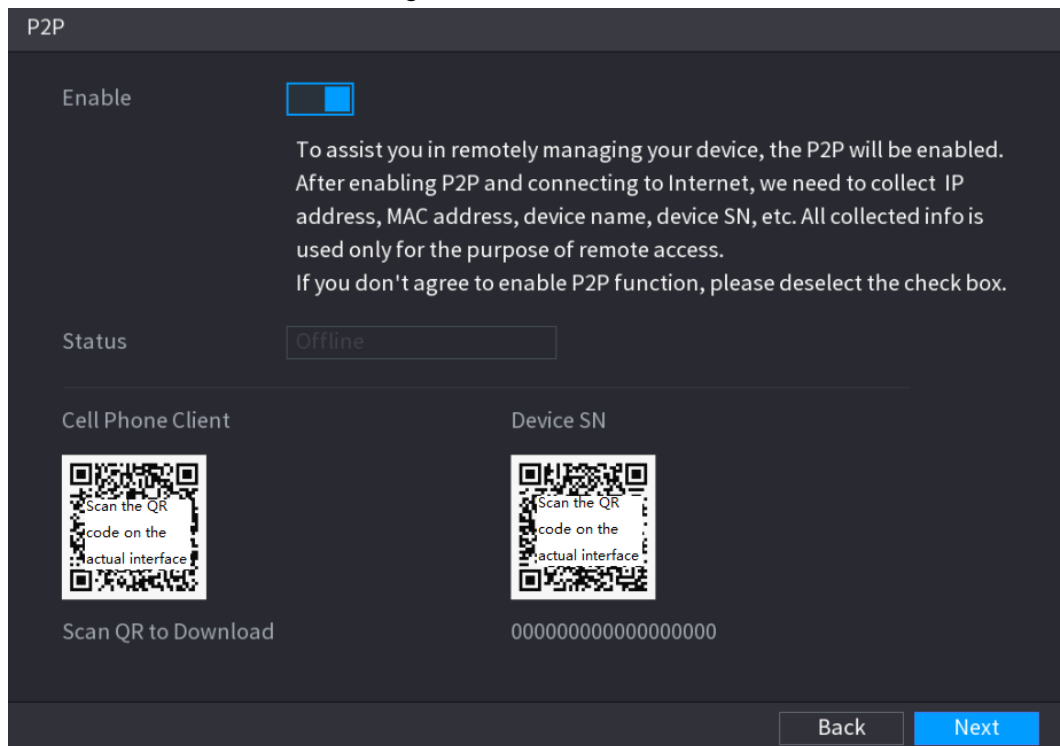 P2P
Enable
To assist you in remotely managing your device, the P2P will be enabled.
After enabling P2P and connecting to Internet, we need to collect IP
address, MAC address, device name, device SN, etc. All collected info is
used only for the purpose of remote access.
If you don't agree to enable P2P function, please deselect the check box.
Status
Offline
Cell Phone Client
Device SN
Scan the QR
code on the
actual interface
Scan the QR
code on the
actual interface
Scan QR to Download
000000000000000000
Back
Next